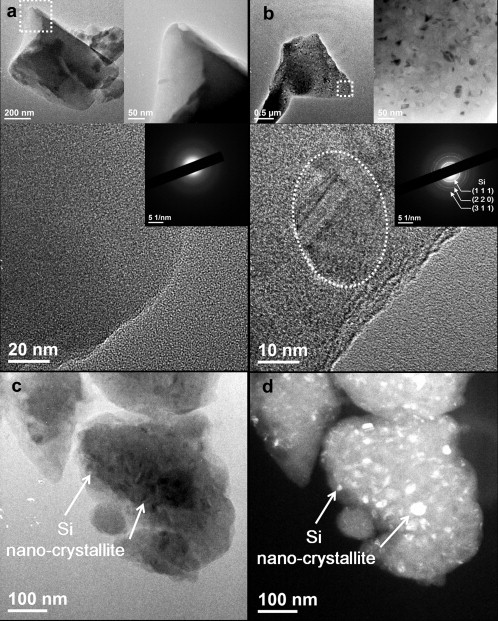 a
200 nm
50 nm
5 1/nm
20 nm
b
0.5 µm
50 nm
Si
(1 1 1)
(2 2 0)
(3 1 1)
5 1/nm
10 nm
c
Si
nano-crystallite
100 nm
d
Si
nano-crystallite
100 nm